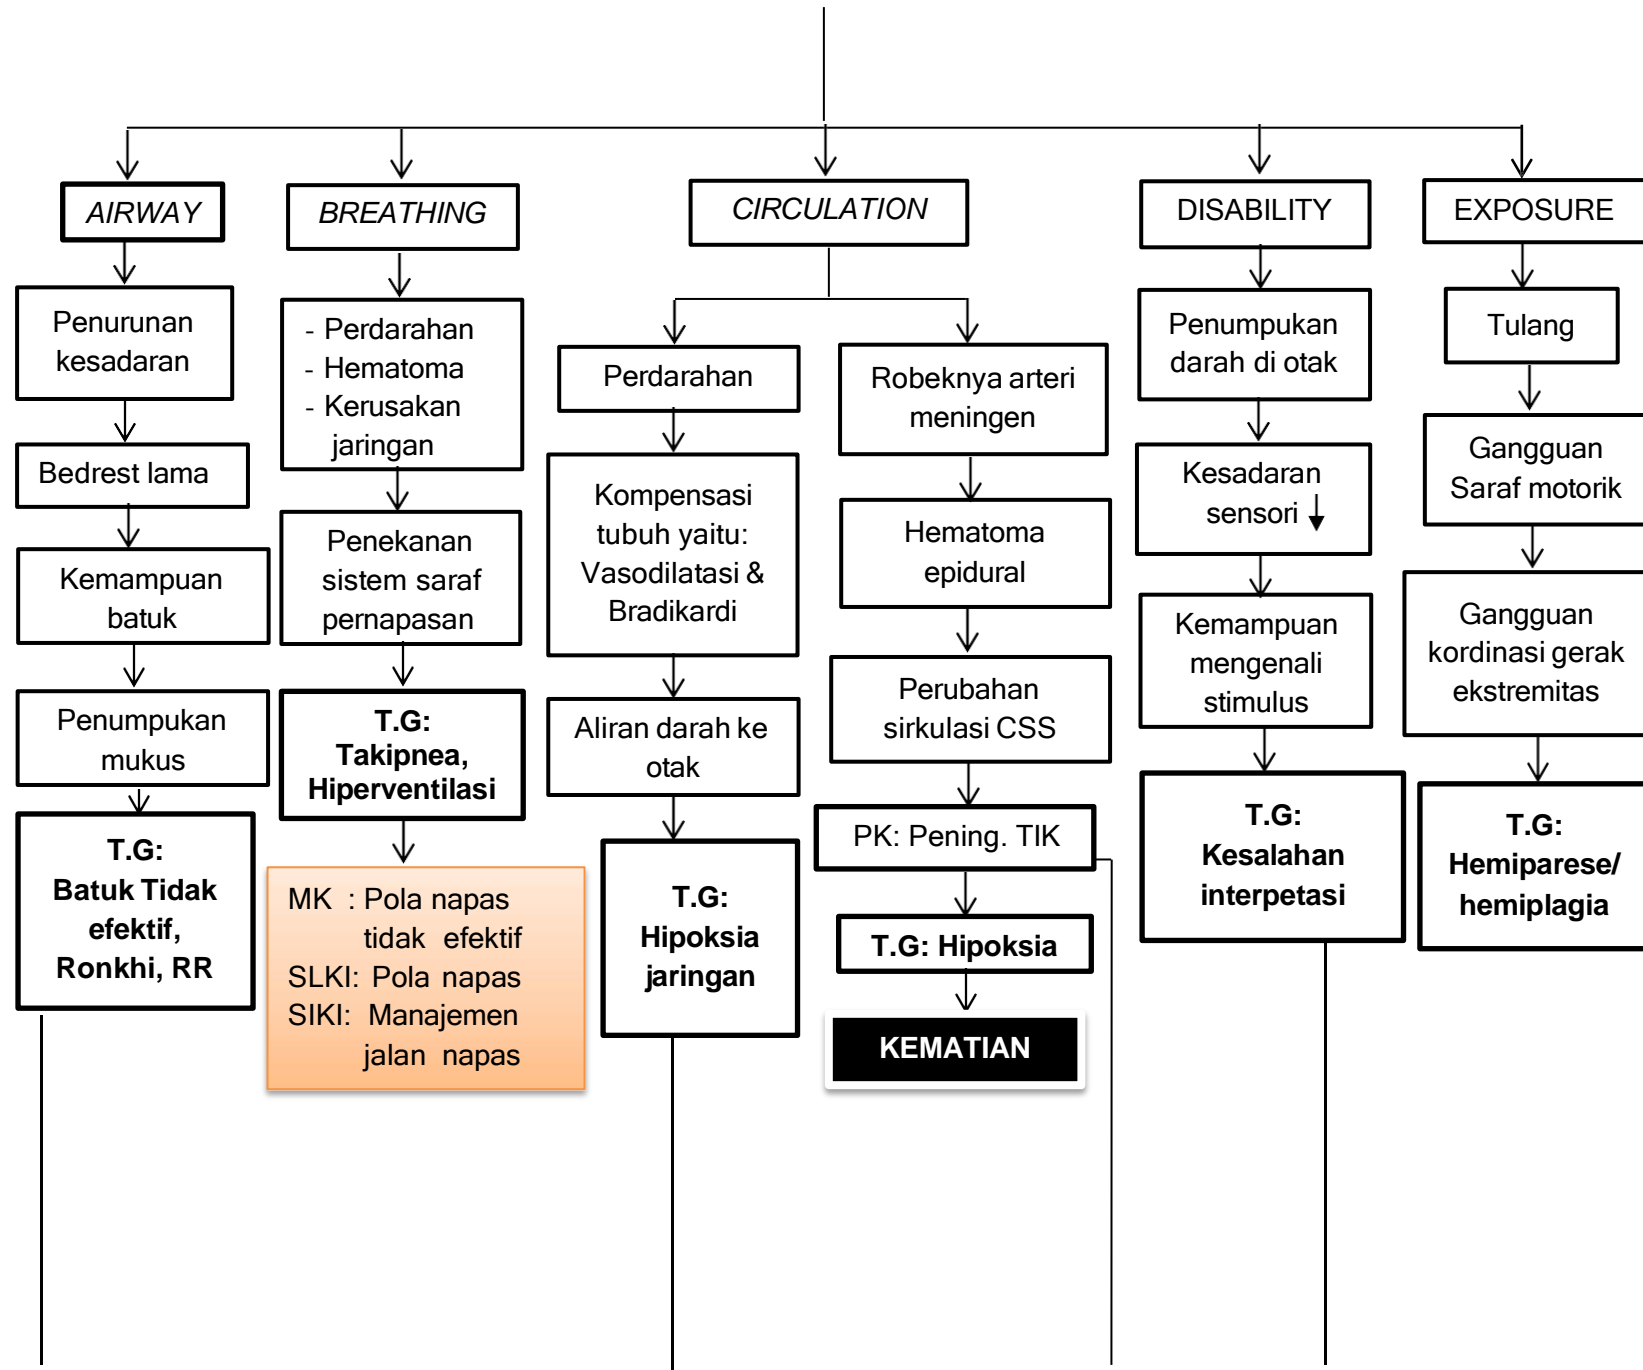 AIRWAY
Penurunan
kesadaran
Bedrest lama
Kemampuan
batuk
Penumpukan
mukus
T.G:
Batuk Tidak
efektif,
Ronkhi, RR
BREATHING
- Perdarahan
- Hematoma
- Kerusakan
jaringan
Penekanan
sistem saraf
pernapasan
T.G:
Takipnea,
Hiperventilasi
MK : Pola napas
tidak efektif
SLKI: Pola napas
SIKI: Manajemen
jalan napas
CIRCULATION
Perdarahan
Kompensasi
tubuh yaitu:
Vasodilatasi &
Bradikardi
Aliran darah ke
otak
T.G:
Hipoksia
jaringan
Robeknya arteri
meningen
Hematoma
epidural
Perubahan
sirkulasi CSS
PK: Pening. TIK
T.G: Hipoksia
KEMATIAN
DISABILITY
Penumpukan
darah di otak
Kesadaran
sensori ↓
Kemampuan
mengenali
stimulus
T.G:
Kesalahan
interpetasi
EXPOSURE
Tulang
Gangguan
Saraf motorik
Gangguan
kordinasi gerak
ekstremitas
T.G:
Hemiparese/
hemiplagia